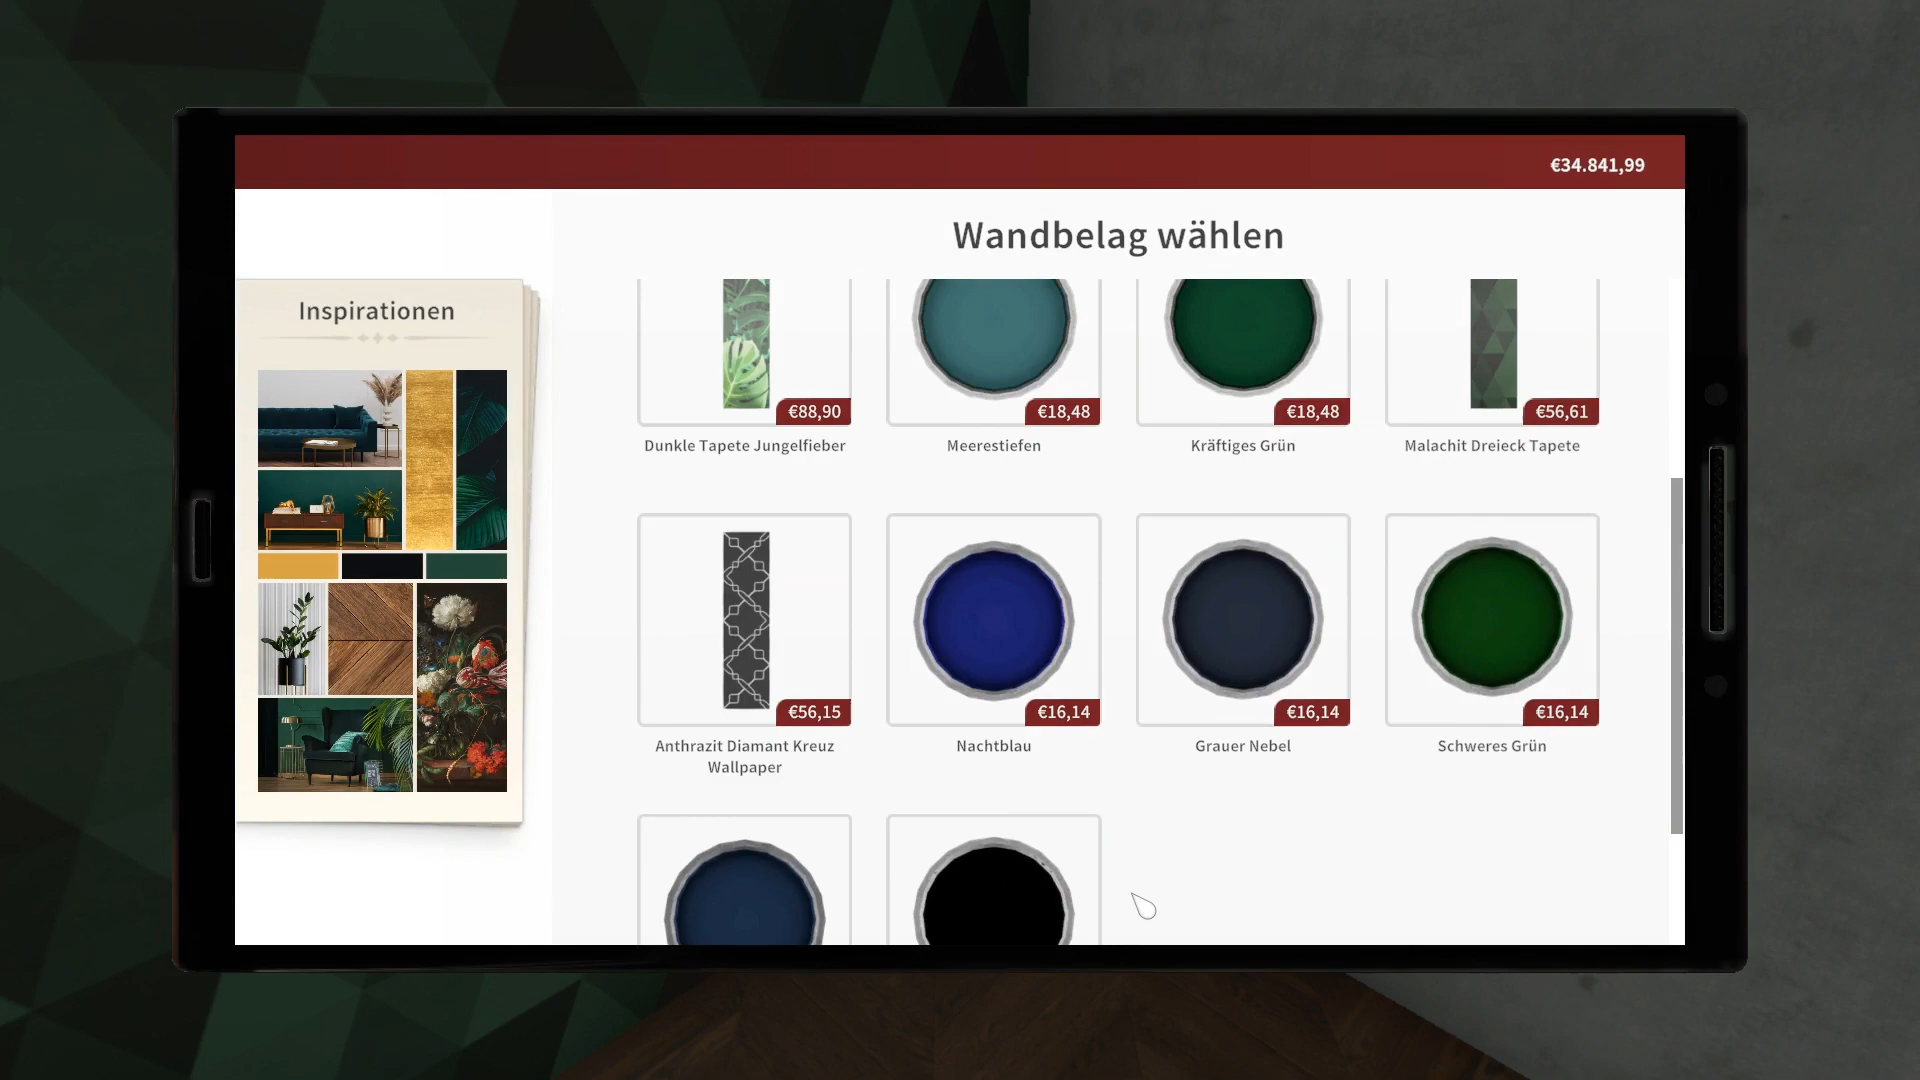 €34.841,99
Wandbelag wählen
Inspirationen
€88,90
€18,48
€18,48
€56,61
Dunkle Tapete Jungelfieber
Meerestiefen
Kräftiges Grün
Malachit Dreieck Tapete
€56,15
€16,14
€16,14
€16,14
Anthrazit Diamant Kreuz
Wallpaper
Nachtblau
Grauer Nebel
Schweres Grün